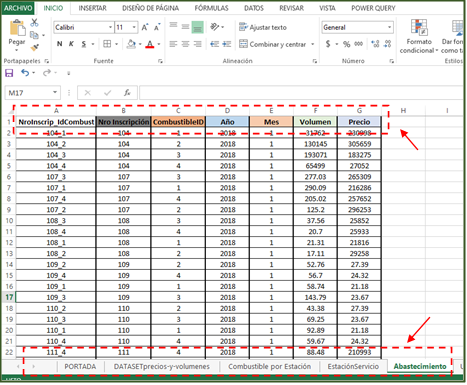 ARCHIVO INICIO INSERTAR DISEÑO DE PÁGINA FÓRMULAS DATOS REVISAR VISTA POWER QUERY
Calibri 11 Ajustar texto General
Pegar N K S Combinar y centrar % 000 Formato condicional Dar formato como tabla
Portapapeles Fuente Alineación Número
M17 fx
A B C D E F G H I
1 NroInscrip_IdCombust Nro Inscripción CombustibleID Año Mes Volumen Precio
2 104_1 104 1 2018 1 31762 230998
3 104_2 104 2 2018 1 130145 305659
4 104_3 104 3 2018 1 193071 183275
5 104_4 104 4 2018 1 65499 27052
6 107_3 107 3 2018 1 277.03 265309
7 107_1 107 1 2018 1 290.09 216286
8 107_4 107 4 2018 1 205.02 257652
9 107_2 107 2 2018 1 125.2 296253
10 108_3 108 3 2018 1 37.56 25852
11 108_4 108 4 2018 1 20.7 25933
12 108_1 108 1 2018 1 21.31 21816
13 108_2 108 2 2018 1 17.11 29258
14 109_2 109 2 2018 1 52.76 27.39
15 109_4 109 4 2018 1 56.7 24.32
16 109_1 109 1 2018 1 58.74 21.18
17 109_3 109 3 2018 1 143.79 23.67
18 110_2 110 2 2018 1 43.38 27.39
19 110_3 110 3 2018 1 69.25 23.67
20 110_1 110 1 2018 1 92.89 21.18
21 110_4 110 4 2018 1 59.67 24.32
22 111_4 111 4 2018 1 88.48 210993
PORTADA DATASETprecios-y-volumenes Combustible por Estación EstaciónServicio Abastecimiento